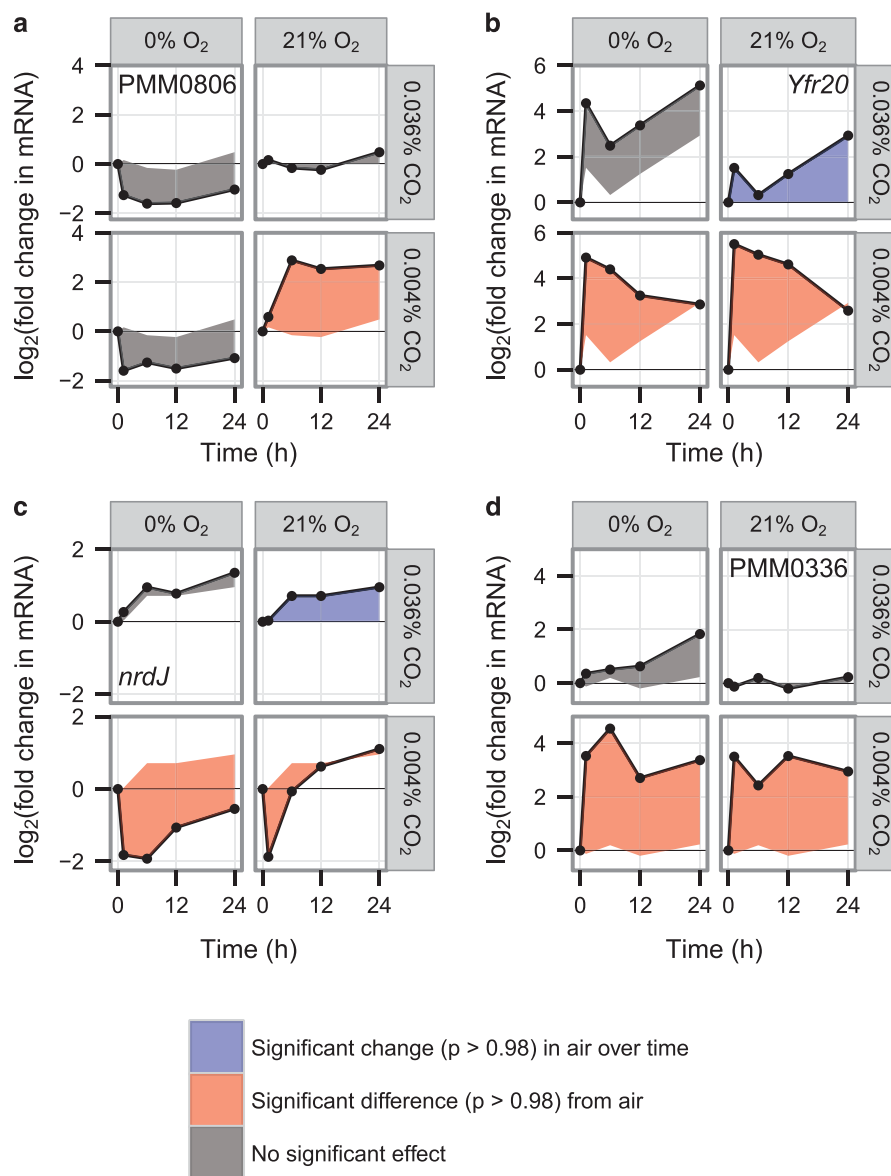 a
0% O₂
21% O₂
log₂(fold change in mRNA)
4
2
0
−2
PMM0806
0.036% CO₂
4
2
0
−2
0.004% CO₂
0
12
24
0
12
24
Time (h)
b
0% O₂
21% O₂
log₂(fold change in mRNA)
6
4
2
0
Yfr20
0.036% CO₂
6
4
2
0
0.004% CO₂
0
12
24
0
12
24
Time (h)
c
0% O₂
21% O₂
log₂(fold change in mRNA)
2
0
−2
nrdJ
0.036% CO₂
2
0
−2
0.004% CO₂
0
12
24
0
12
24
Time (h)
d
0% O₂
21% O₂
log₂(fold change in mRNA)
4
2
0
PMM0336
0.036% CO₂
4
2
0
0.004% CO₂
0
12
24
0
12
24
Time (h)
Significant change (p > 0.98) in air over time
Significant difference (p > 0.98) from air
No significant effect